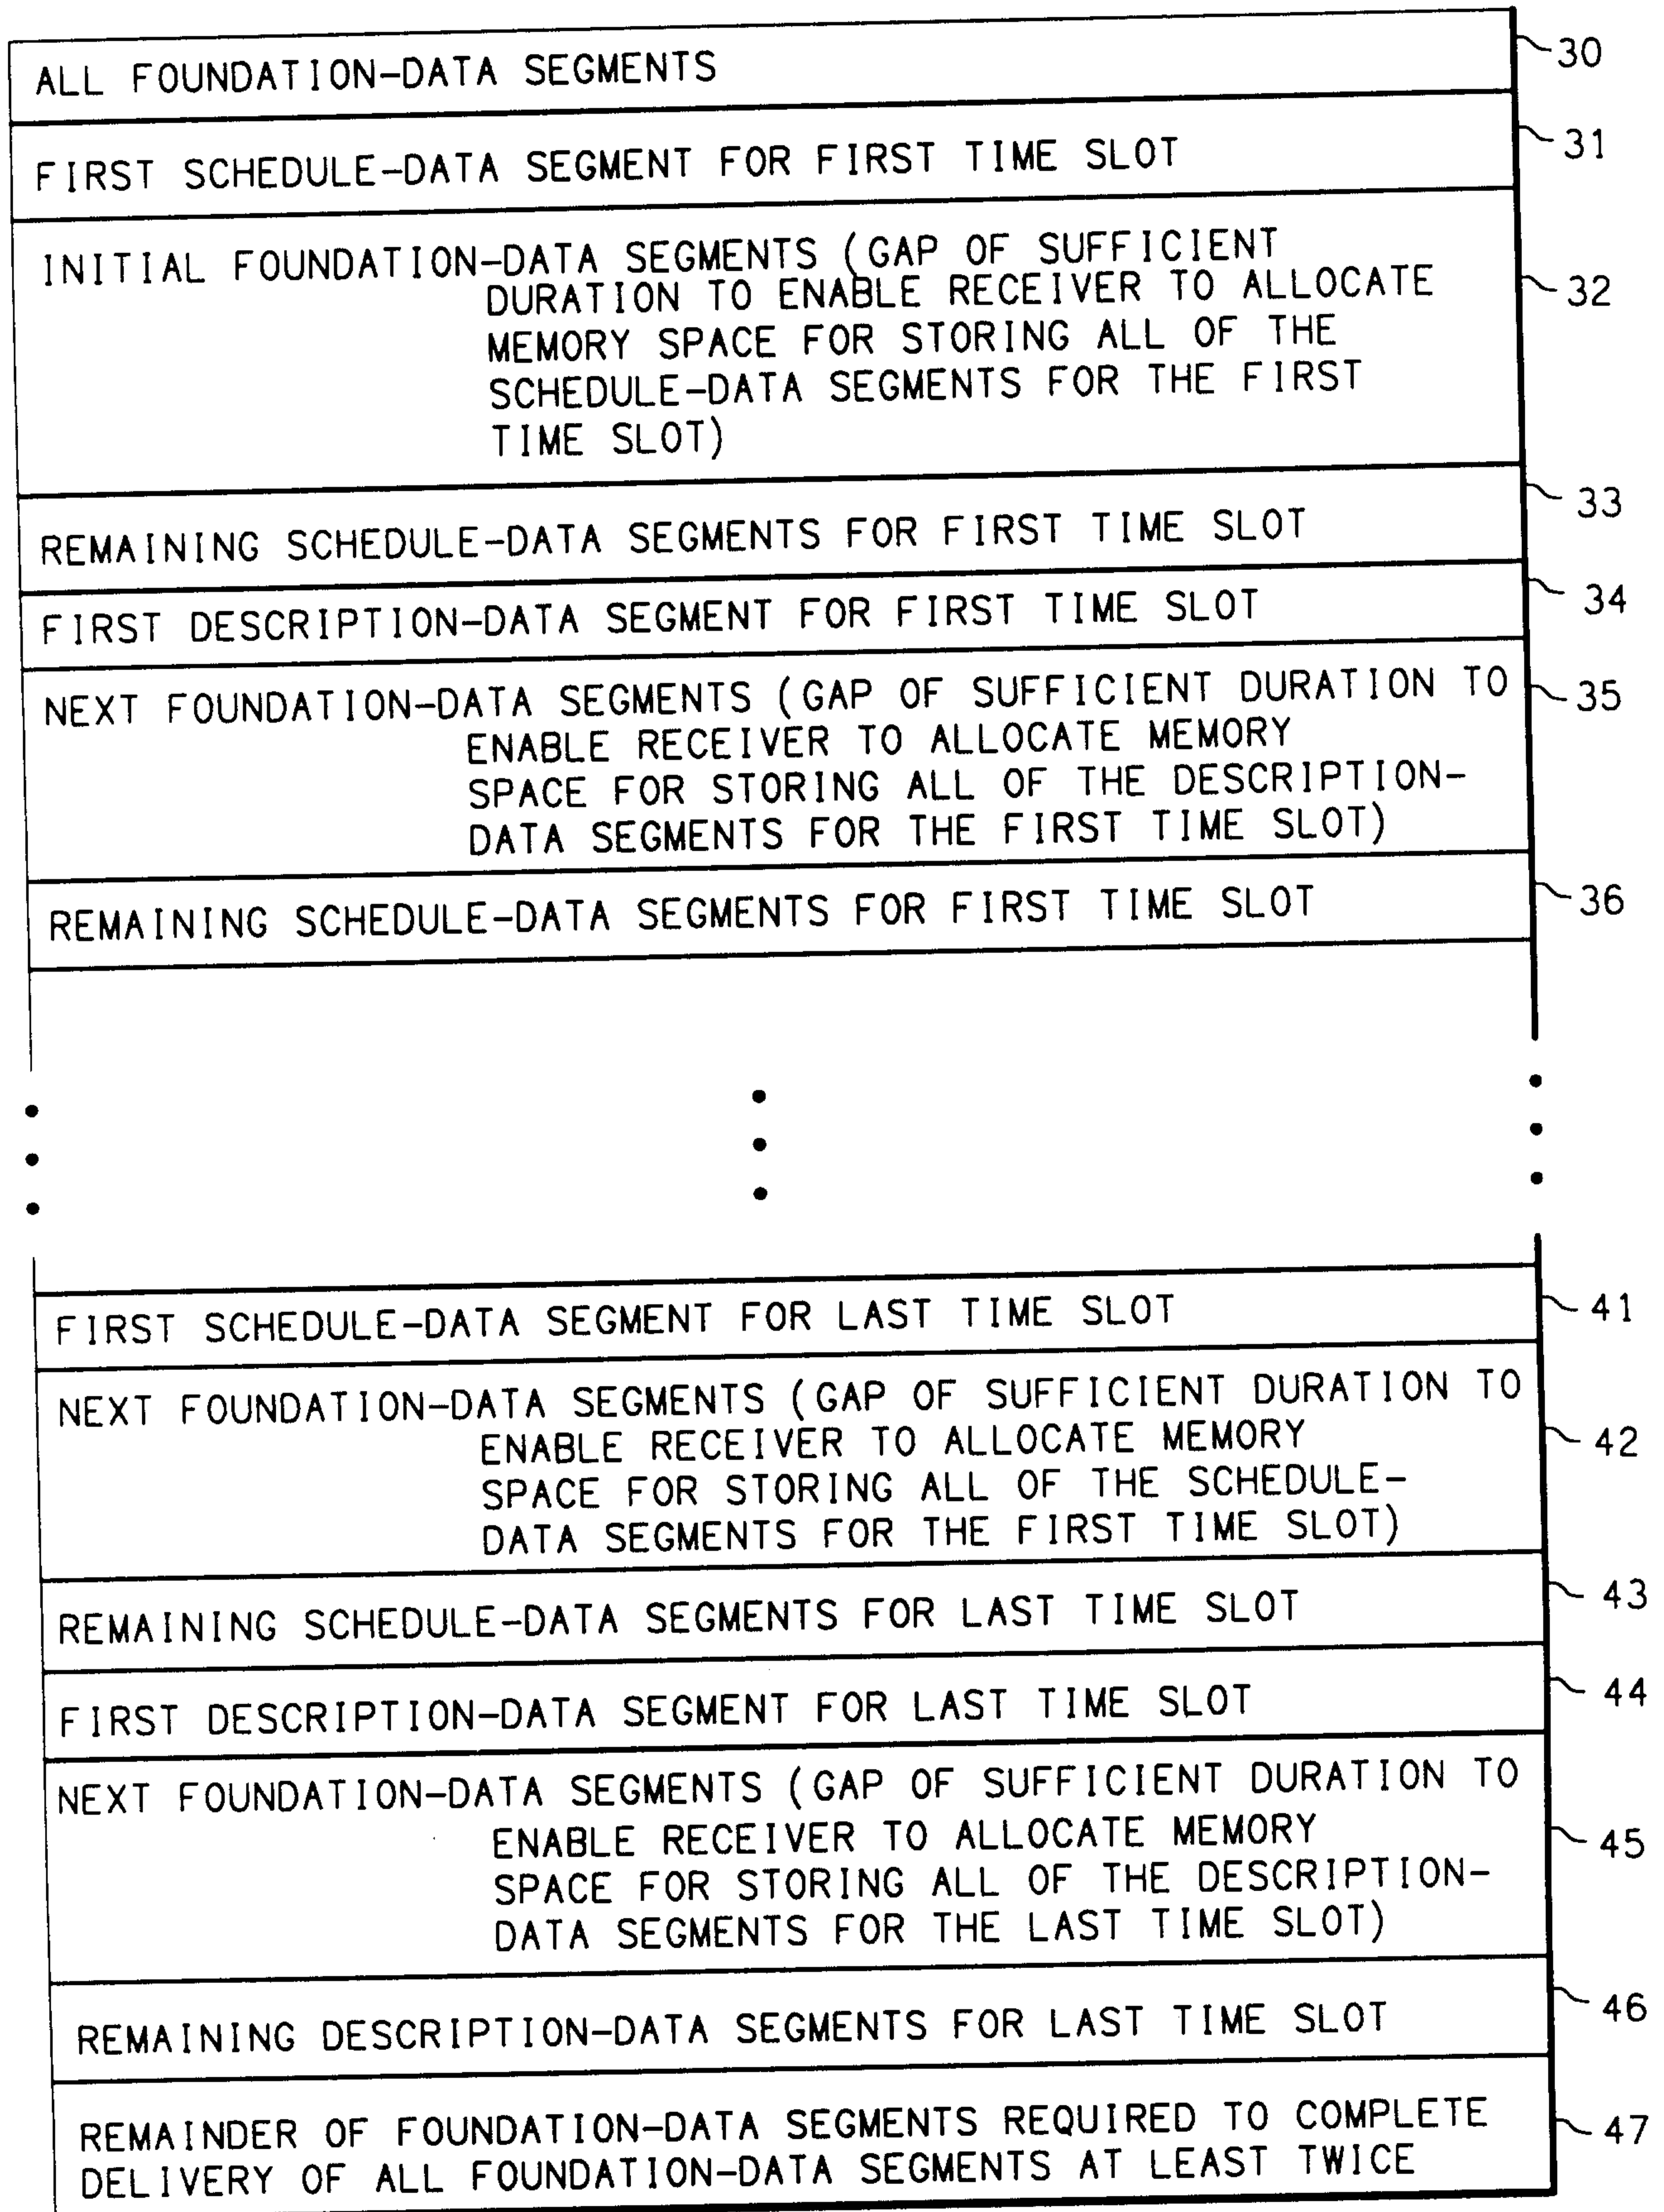 ALL FOUNDATION-DATA SEGMENTS
30
FIRST SCHEDULE-DATA SEGMENT FOR FIRST TIME SLOT
31
INITIAL FOUNDATION-DATA SEGMENTS (GAP OF SUFFICIENT
DURATION TO ENABLE RECEIVER TO ALLOCATE
32
MEMORY SPACE FOR STORING ALL OF THE
SCHEDULE-DATA SEGMENTS FOR THE FIRST
TIME SLOT)
33
REMAINING SCHEDULE-DATA SEGMENTS FOR FIRST TIME SLOT
FIRST DESCRIPTION-DATA SEGMENT FOR FIRST TIME SLOT
34
NEXT FOUNDATION-DATA SEGMENTS (GAP OF SUFFICIENT DURATION TO
35
ENABLE RECEIVER TO ALLOCATE MEMORY
SPACE FOR STORING ALL OF THE DESCRIPTION-
DATA SEGMENTS FOR THE FIRST TIME SLOT)
REMAINING SCHEDULE-DATA SEGMENTS FOR FIRST TIME SLOT
36
FIRST SCHEDULE-DATA SEGMENT FOR LAST TIME SLOT
41
NEXT FOUNDATION-DATA SEGMENTS (GAP OF SUFFICIENT DURATION TO
ENABLE RECEIVER TO ALLOCATE MEMORY
42
SPACE FOR STORING ALL OF THE SCHEDULE-
DATA SEGMENTS FOR THE FIRST TIME SLOT)
REMAINING SCHEDULE-DATA SEGMENTS FOR LAST TIME SLOT
43
FIRST DESCRIPTION-DATA SEGMENT FOR LAST TIME SLOT
44
NEXT FOUNDATION-DATA SEGMENTS (GAP OF SUFFICIENT DURATION TO
ENABLE RECEIVER TO ALLOCATE MEMORY
45
SPACE FOR STORING ALL OF THE DESCRIPTION-
DATA SEGMENTS FOR THE LAST TIME SLOT)
REMAINING DESCRIPTION-DATA SEGMENTS FOR LAST TIME SLOT
46
REMAINDER OF FOUNDATION-DATA SEGMENTS REQUIRED TO COMPLETE
47
DELIVERY OF ALL FOUNDATION-DATA SEGMENTS AT LEAST TWICE